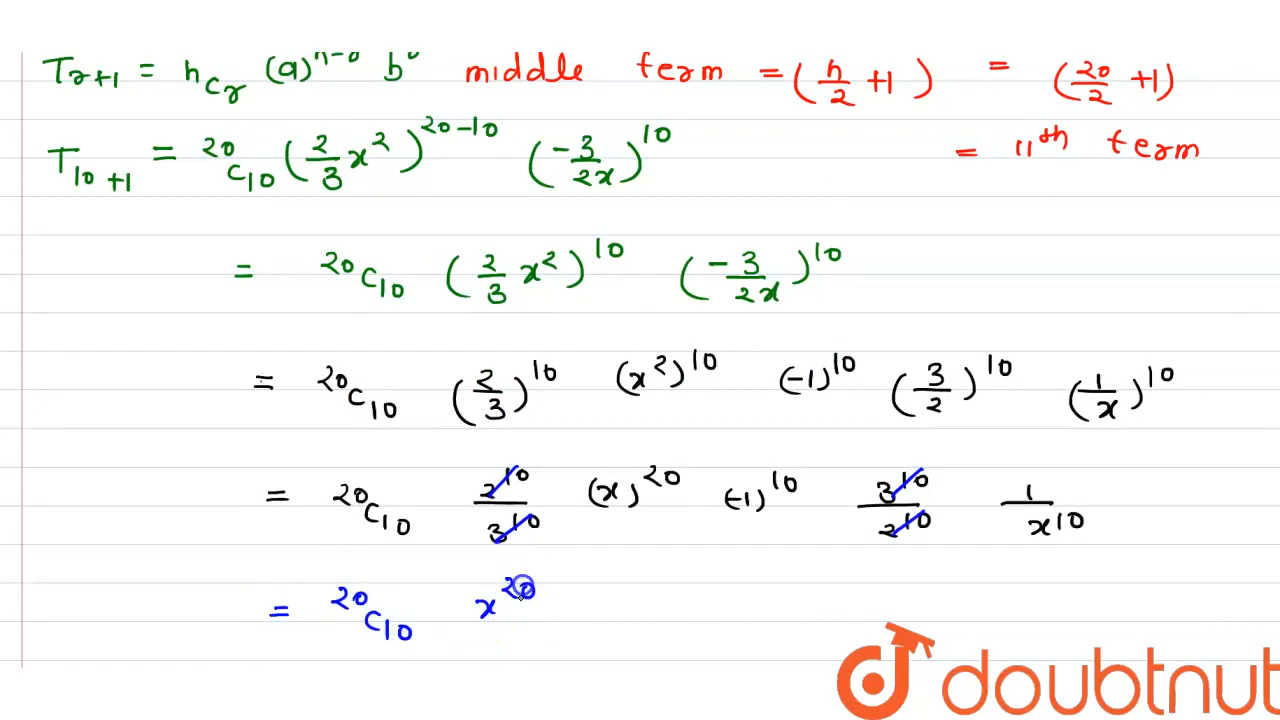 Tr+1 = nCr (a)^n-r b^r middle term = (n/2 + 1) = (20/2 + 1)
T10+1 = 20C10 (2/3 x^2)^20-10 (-3/2x)^10 = 11th term
= 20C10 (2/3 x^2)^10 (-3/2x)^10
= 20C10 (2/3)^10 (x^2)^10 (-1)^10 (3/2)^10 (1/x)^10
= 20C10 2^10/3^10 (x)^20 (-1)^10 3^10/2^10 1/x^10
= 20C10 x^20
doubtnut